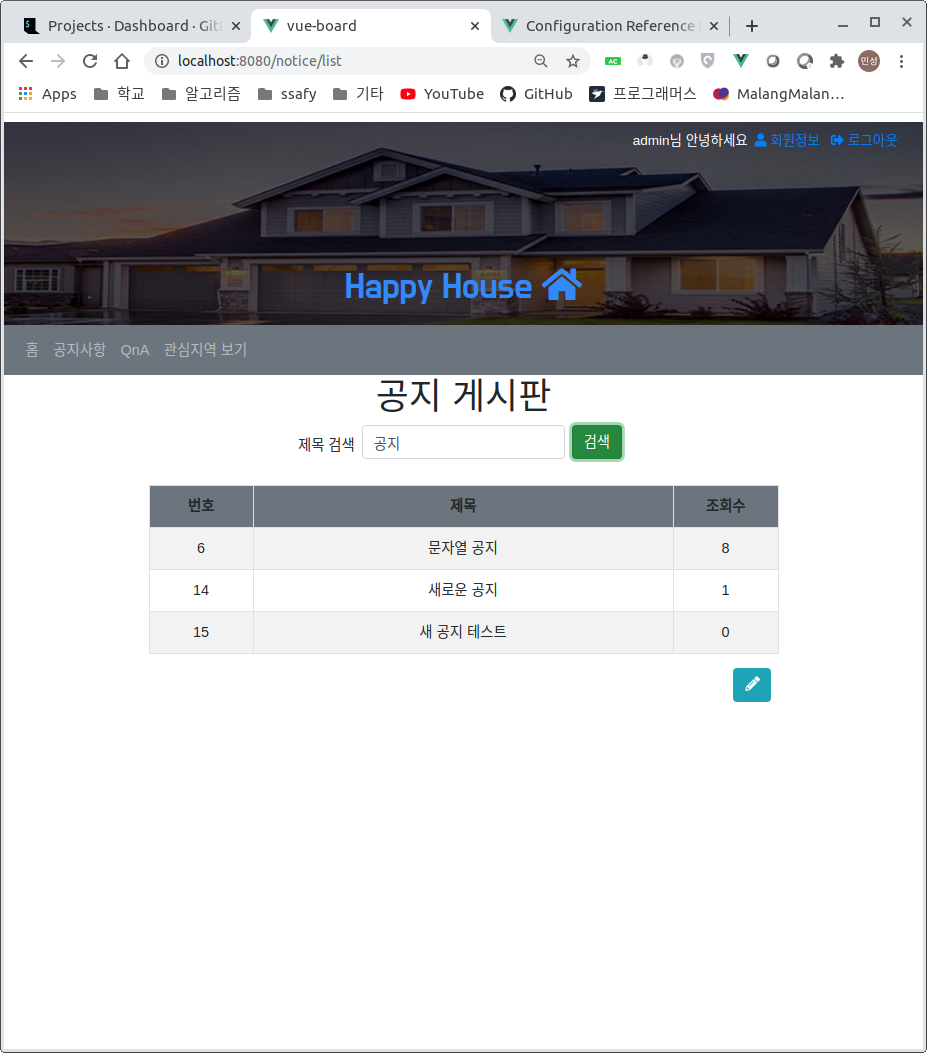 Projects · Dashboard · Git
vue-board
Configuration Reference
localhost:8080/notice/list
AC
민성
Apps 학교 알고리즘 ssafy 기타 YouTube GitHub 프로그래머스 MalangMalan…
admin님 안녕하세요 회원정보 로그아웃
Happy House
홈 공지사항 QnA 관심지역 보기
공지 게시판
제목 검색 공지 검색
번호 제목 조회수
6 문자열 공지 8
14 새로운 공지 1
15 새 공지 테스트 0